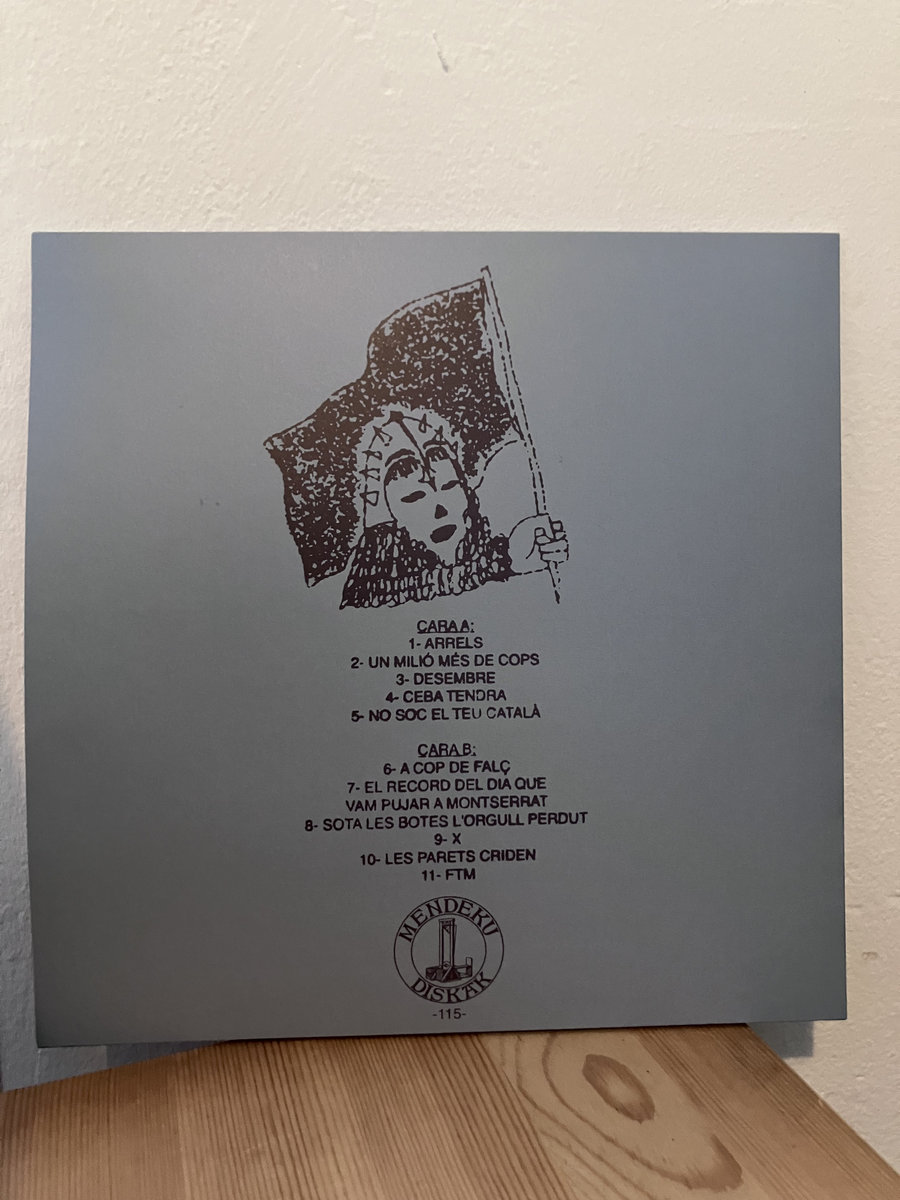 CARA A:
1- ARRELS
2- UN MILIÓ MÉS DE COPS
3- DESEMBRE
4- CEBA TENDRA
5- NO SOC EL TEU CATALÀ
CARA B:
6- A COP DE FALÇ
7- EL RECORD DEL DIA QUE
VAM PUJAR A MONTSERRAT
8- SOTA LES BOTES L'ORGULL PERDUT
9- X
10- LES PARETS CRIDEN
11- FTM
MENDEKU
DISKAK
-115-